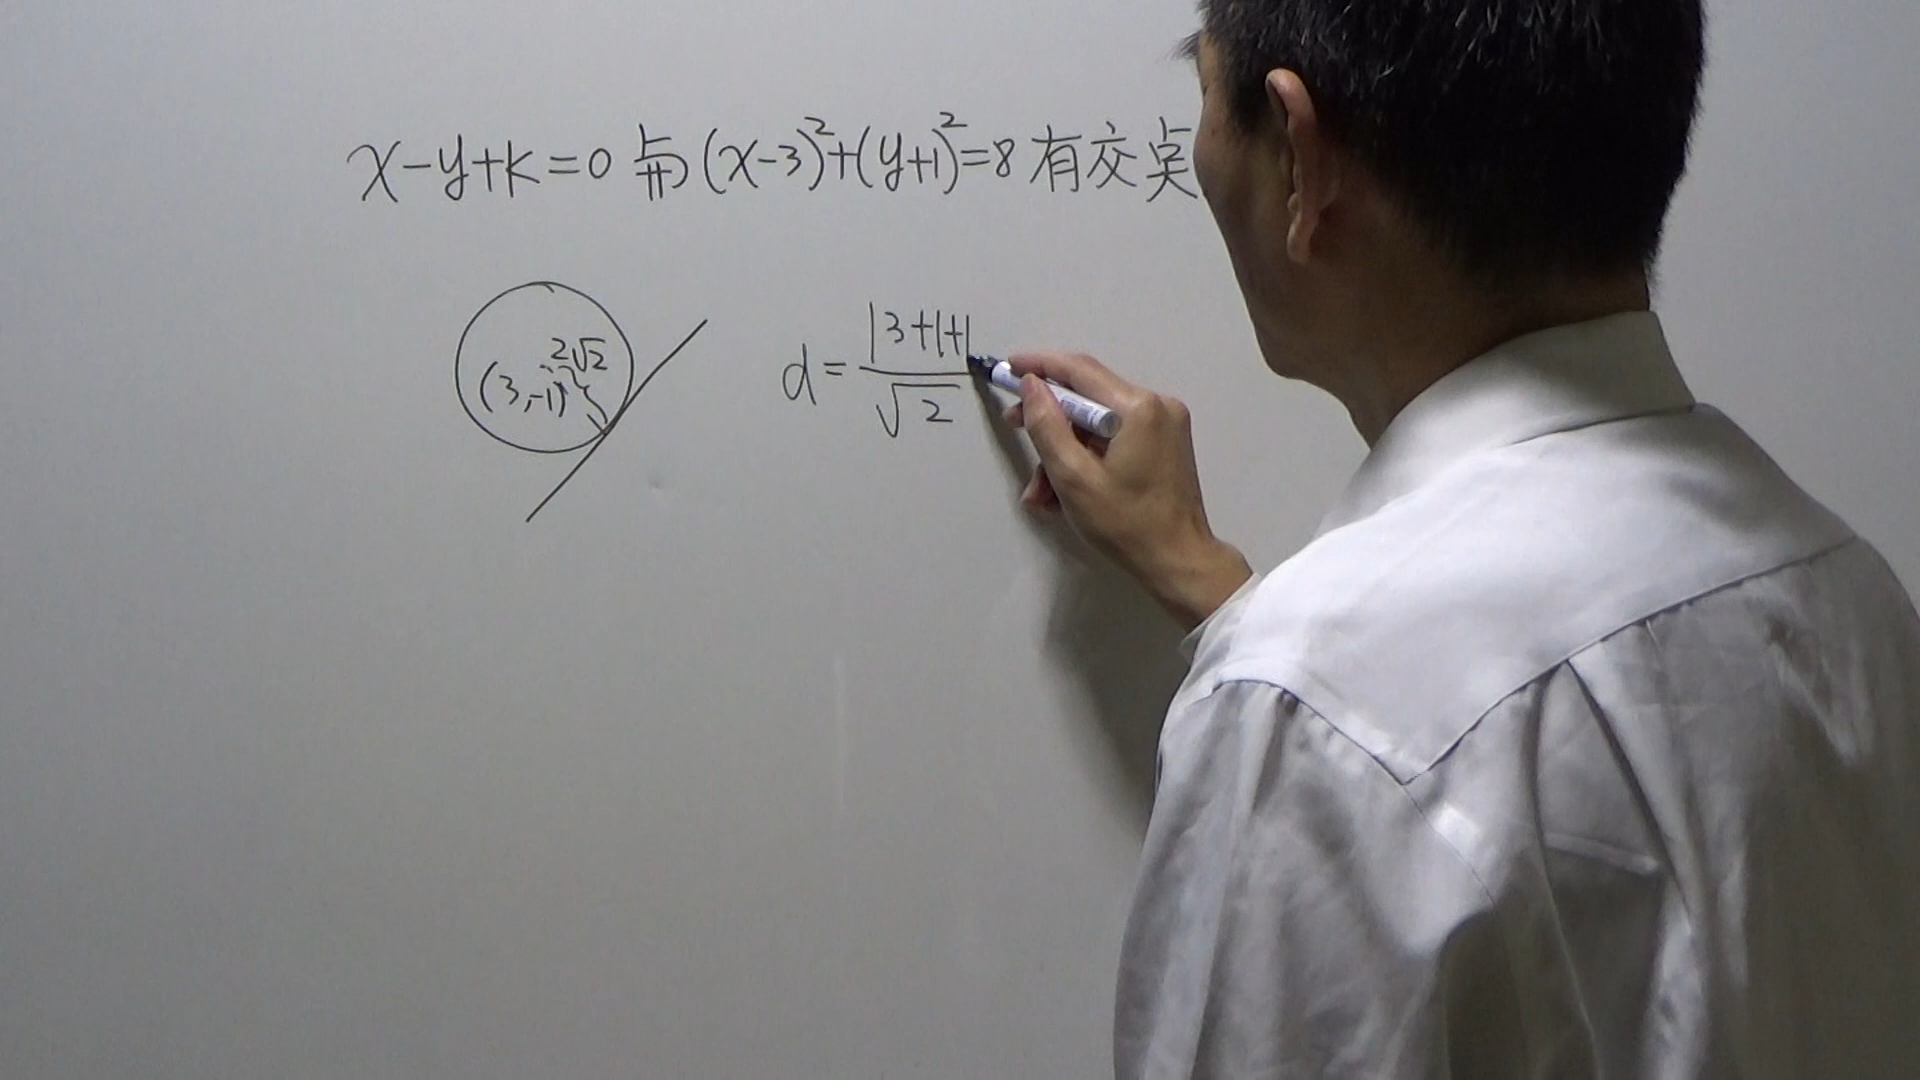 x-y+k=0与(x-3)²+(y+1)²=8有交点
2√2
(3,-1)
d=|3+1+
√2